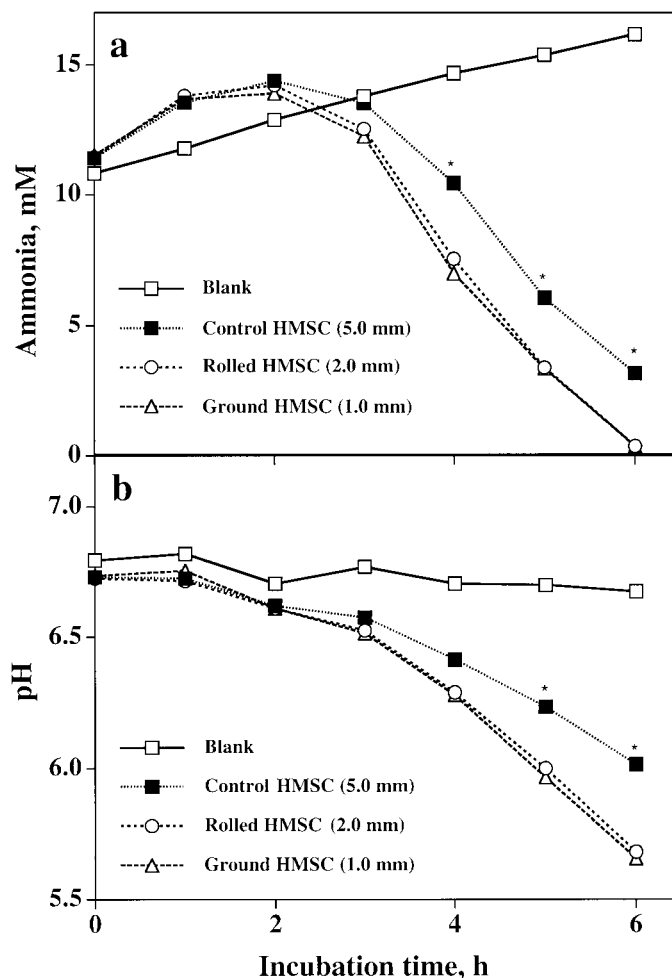 a
15
10
5
0
Ammonia, mM
*
*
*
Blank
Control HMSC (5.0 mm)
Rolled HMSC (2.0 mm)
Ground HMSC (1.0 mm)
b
7.0
6.5
6.0
5.5
pH
*
*
Blank
Control HMSC (5.0 mm)
Rolled HMSC (2.0 mm)
Ground HMSC (1.0 mm)
0 2 4 6
Incubation time, h